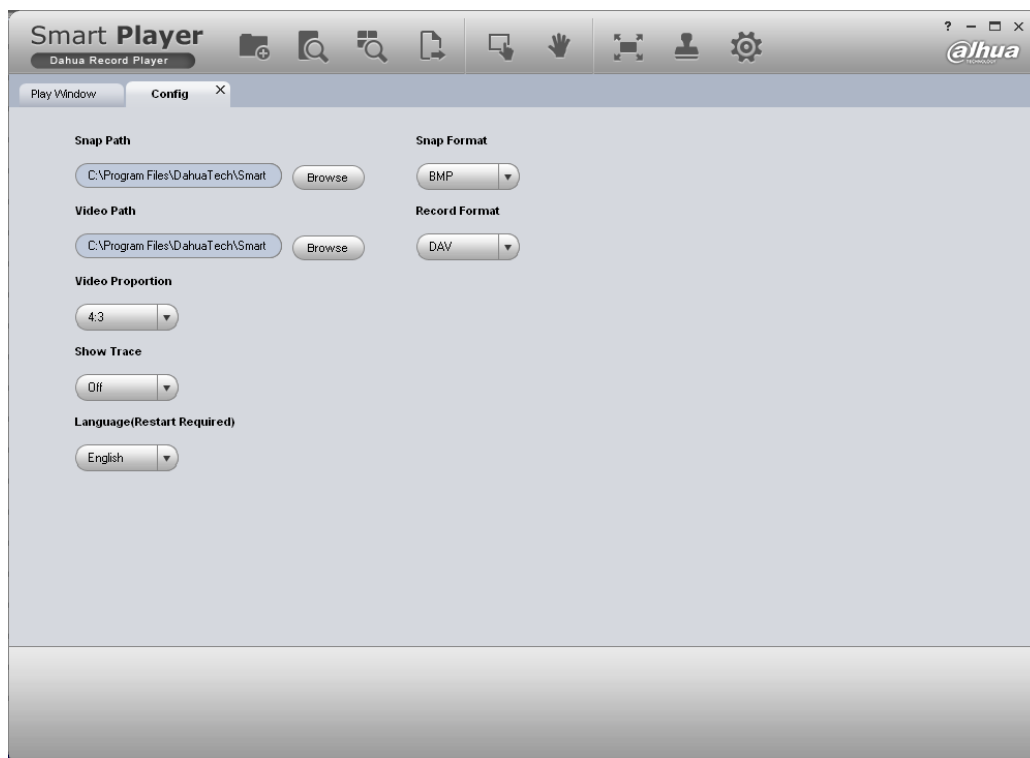 Smart Player
Dahua Record Player
?
alhua
TECHNOLOGY
Play Window
Config
Snap Path
Snap Format
C:\Program Files\DahuaTech\Smart
Browse
BMP
Video Path
Record Format
C:\Program Files\DahuaTech\Smart
Browse
DAV
Video Proportion
4:3
Show Trace
Off
Language(Restart Required)
English